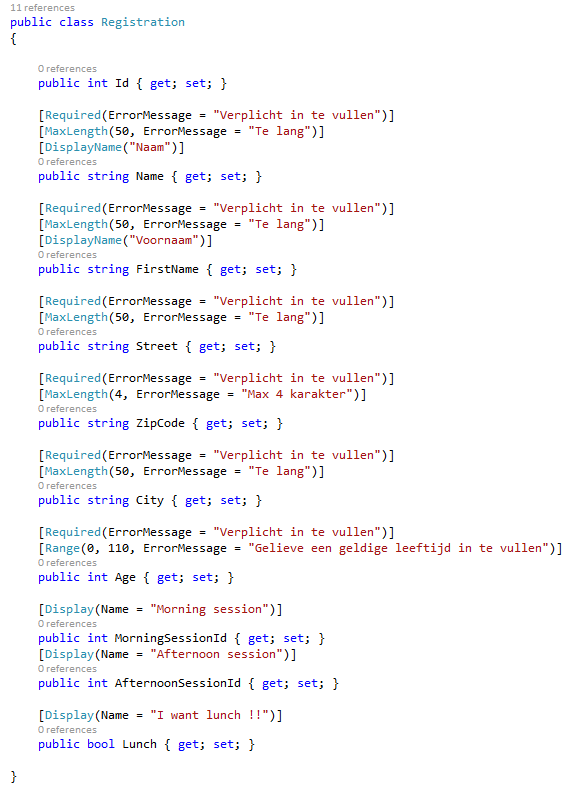 11 references
public class Registration
{
0 references
public int Id { get; set; }
[Required(ErrorMessage = "Verplicht in te vullen")]
[MaxLength(50, ErrorMessage = "Te lang")]
[DisplayName("Naam")]
0 references
public string Name { get; set; }
[Required(ErrorMessage = "Verplicht in te vullen")]
[MaxLength(50, ErrorMessage = "Te lang")]
[DisplayName("Voornaam")]
0 references
public string FirstName { get; set; }
[Required(ErrorMessage = "Verplicht in te vullen")]
[MaxLength(50, ErrorMessage = "Te lang")]
0 references
public string Street { get; set; }
[Required(ErrorMessage = "Verplicht in te vullen")]
[MaxLength(4, ErrorMessage = "Max 4 karakter")]
0 references
public string ZipCode { get; set; }
[Required(ErrorMessage = "Verplicht in te vullen")]
[MaxLength(50, ErrorMessage = "Te lang")]
0 references
public string City { get; set; }
[Required(ErrorMessage = "Verplicht in te vullen")]
[Range(0, 110, ErrorMessage = "Gelieve een geldige leeftijd in te vullen")]
0 references
public int Age { get; set; }
[Display(Name = "Morning session")]
0 references
public int MorningSessionId { get; set; }
[Display(Name = "Afternoon session")]
0 references
public int AfternoonSessionId { get; set; }
[Display(Name = "I want lunch !!")]
0 references
public bool Lunch { get; set; }
}